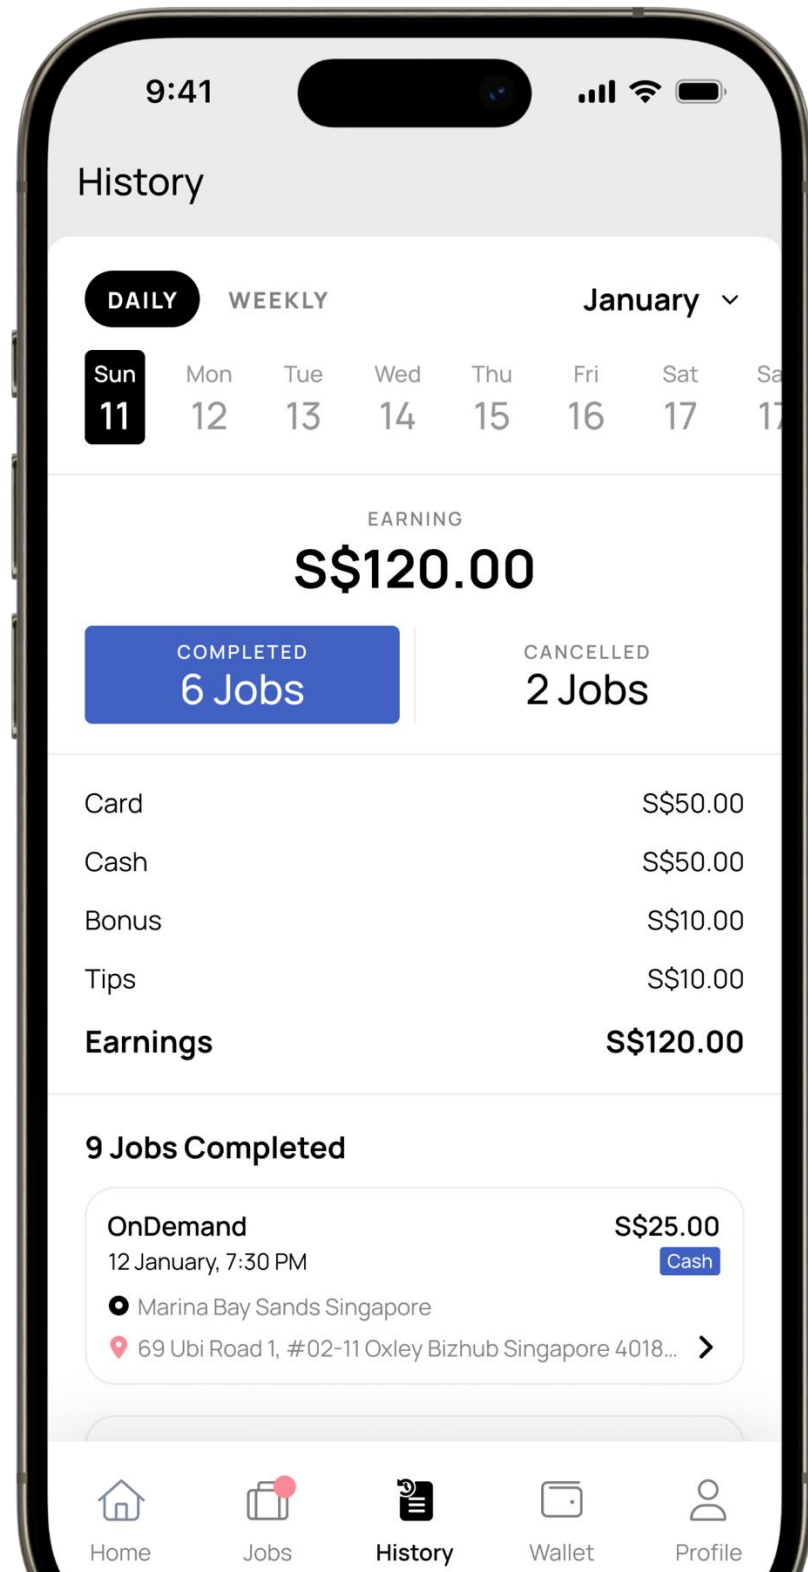 9:41
History
DAILY WEEKLY January
Sun Mon Tue Wed Thu Fri Sat Sa
11 12 13 14 15 16 17 17
EARNING
S$120.00
COMPLETED CANCELLED
6 Jobs 2 Jobs
Card S$50.00
Cash S$50.00
Bonus S$10.00
Tips S$10.00
Earnings S$120.00
9 Jobs Completed
OnDemand S$25.00
12 January, 7:30 PM Cash
Marina Bay Sands Singapore
69 Ubi Road 1, #02-11 Oxley Bizhub Singapore 4018...
Home Jobs History Wallet Profile